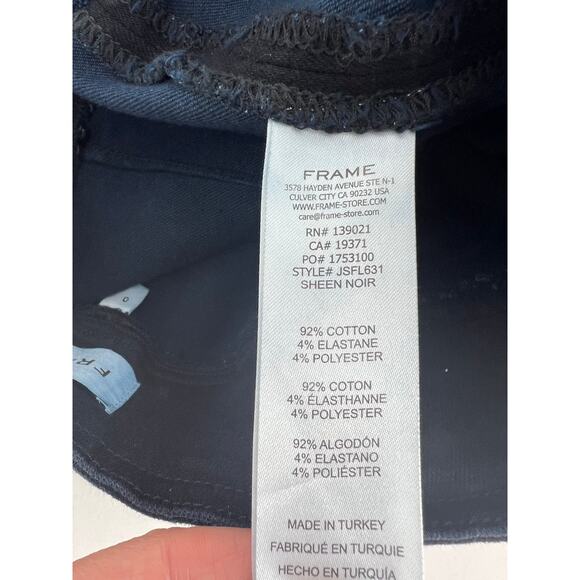 FRAME
3578 HAYDEN AVENUE STE N-1
CULVER CITY CA 90232 USA
WWW.FRAME-STORE.COM
care@frame-store.com
RN# 139021
CA# 19371
PO# 1753100
STYLE# JSFL631
SHEEN NOIR
92% COTTON
4% ELASTANE
4% POLYESTER
92% COTON
4% ÉLASTHANNE
4% POLYESTER
92% ALGODÓN
4% ELASTANO
4% POLIÉSTER
MADE IN TURKEY
FABRIQUÉ EN TURQUIE
HECHO EN TURQUÍA
0
F R